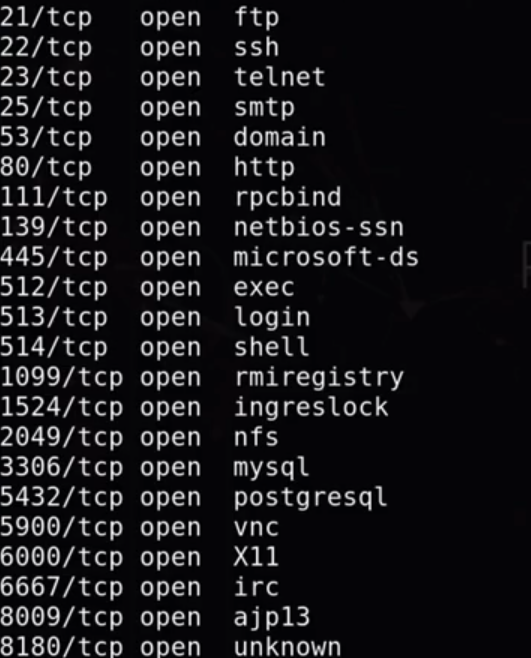 21/tcp open ftp
22/tcp open ssh
23/tcp open telnet
25/tcp open smtp
53/tcp open domain
80/tcp open http
111/tcp open rpcbind
139/tcp open netbios-ssn
445/tcp open microsoft-ds
512/tcp open exec
513/tcp open login
514/tcp open shell
1099/tcp open rmiregistry
1524/tcp open ingreslock
2049/tcp open nfs
3306/tcp open mysql
5432/tcp open postgresql
5900/tcp open vnc
6000/tcp open X11
6667/tcp open irc
8009/tcp open ajp13
8180/tcp open unknown